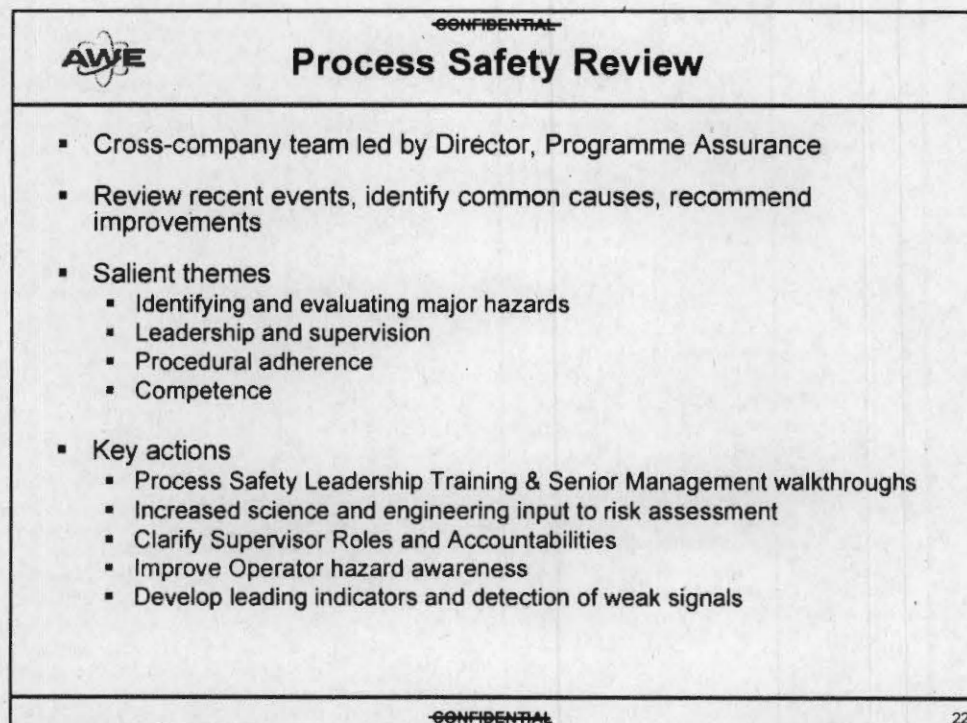 CONFIDENTIAL
AWE
Process Safety Review
▪ Cross-company team led by Director, Programme Assurance
▪ Review recent events, identify common causes, recommend
improvements
▪ Salient themes
▪ Identifying and evaluating major hazards
▪ Leadership and supervision
▪ Procedural adherence
▪ Competence
▪ Key actions
▪ Process Safety Leadership Training & Senior Management walkthroughs
▪ Increased science and engineering input to risk assessment
▪ Clarify Supervisor Roles and Accountabilities
▪ Improve Operator hazard awareness
▪ Develop leading indicators and detection of weak signals
CONFIDENTIAL
22